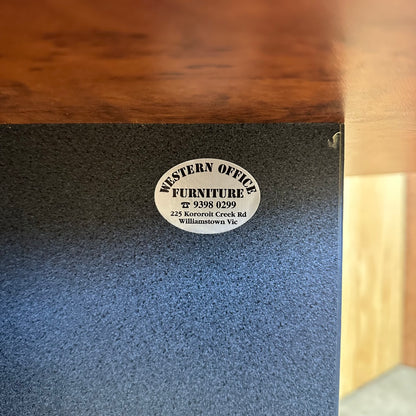 WESTERN OFFICE
FURNITURE
☎ 9398 0299
225 Kororoit Creek Rd
Williamstown Vic